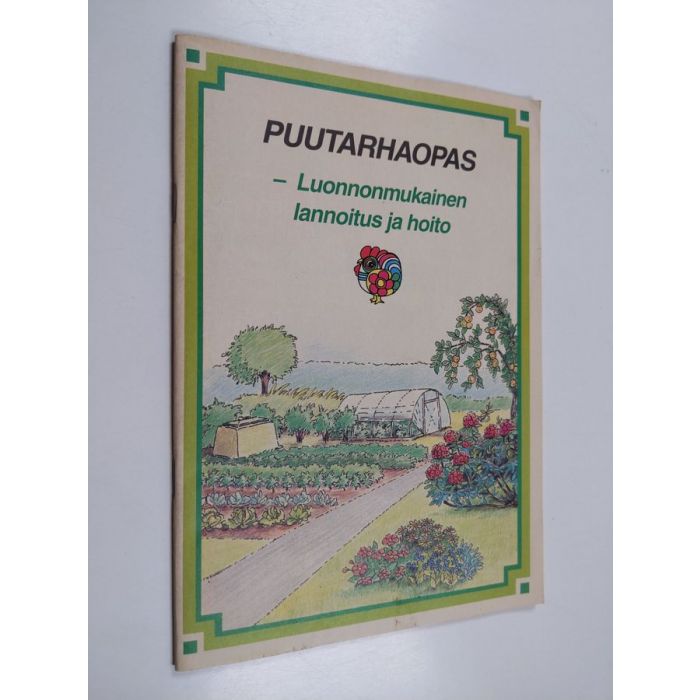 PUUTARHAOPAS
– Luonnonmukainen
lannoitus ja hoito